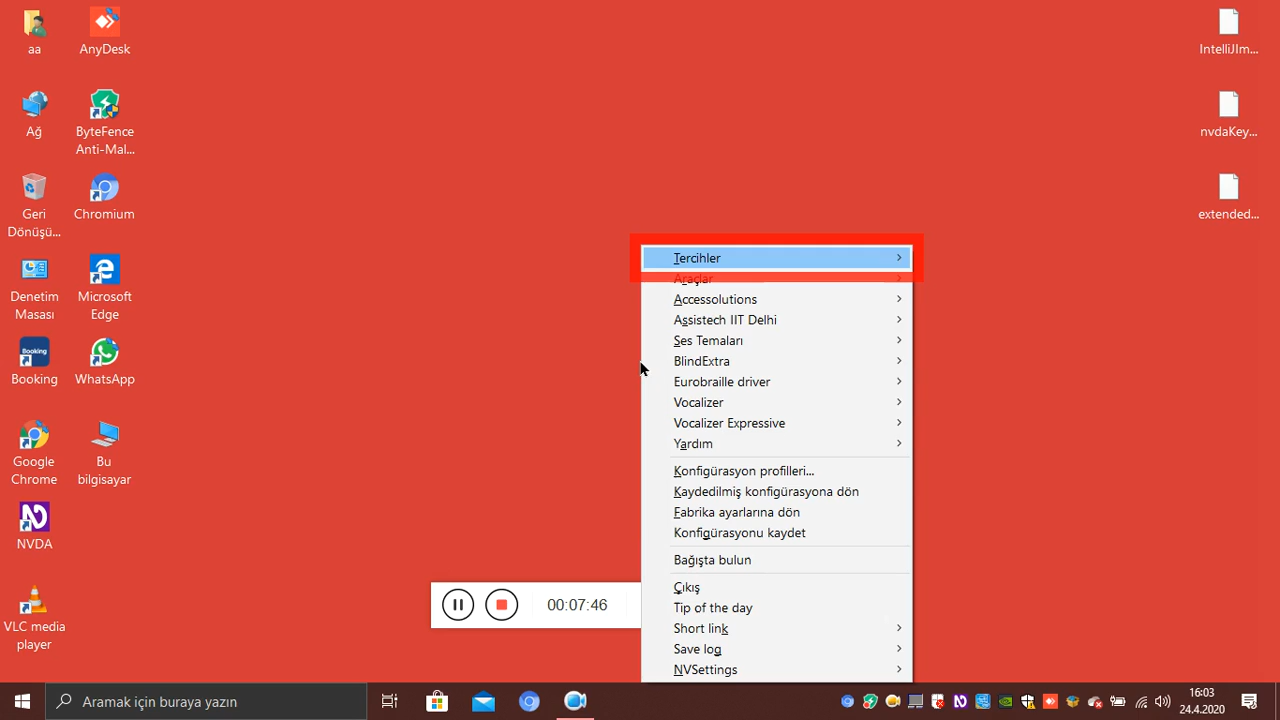 aa
AnyDesk
Ağ
ByteFence
Anti-Mal...
Geri
Dönüşü...
Chromium
Denetim
Masası
Microsoft
Edge
Booking
Booking
WhatsApp
Google
Chrome
Bu
bilgisayar
NVDA
VLC media
player
IntelliJIm...
nvdaKey...
extended...
Tercihler
Araçlar
Accessolutions
Assistech IIT Delhi
Ses Temaları
BlindExtra
Eurobraille driver
Vocalizer
Vocalizer Expressive
Yardım
Konfigürasyon profilleri...
Kaydedilmiş konfigürasyona dön
Fabrika ayarlarına dön
Konfigürasyonu kaydet
Bağışta bulun
Çıkış
Tip of the day
Short link
Save log
NVSettings
00:07:46
Aramak için buraya yazın
16:03
24.4.2020